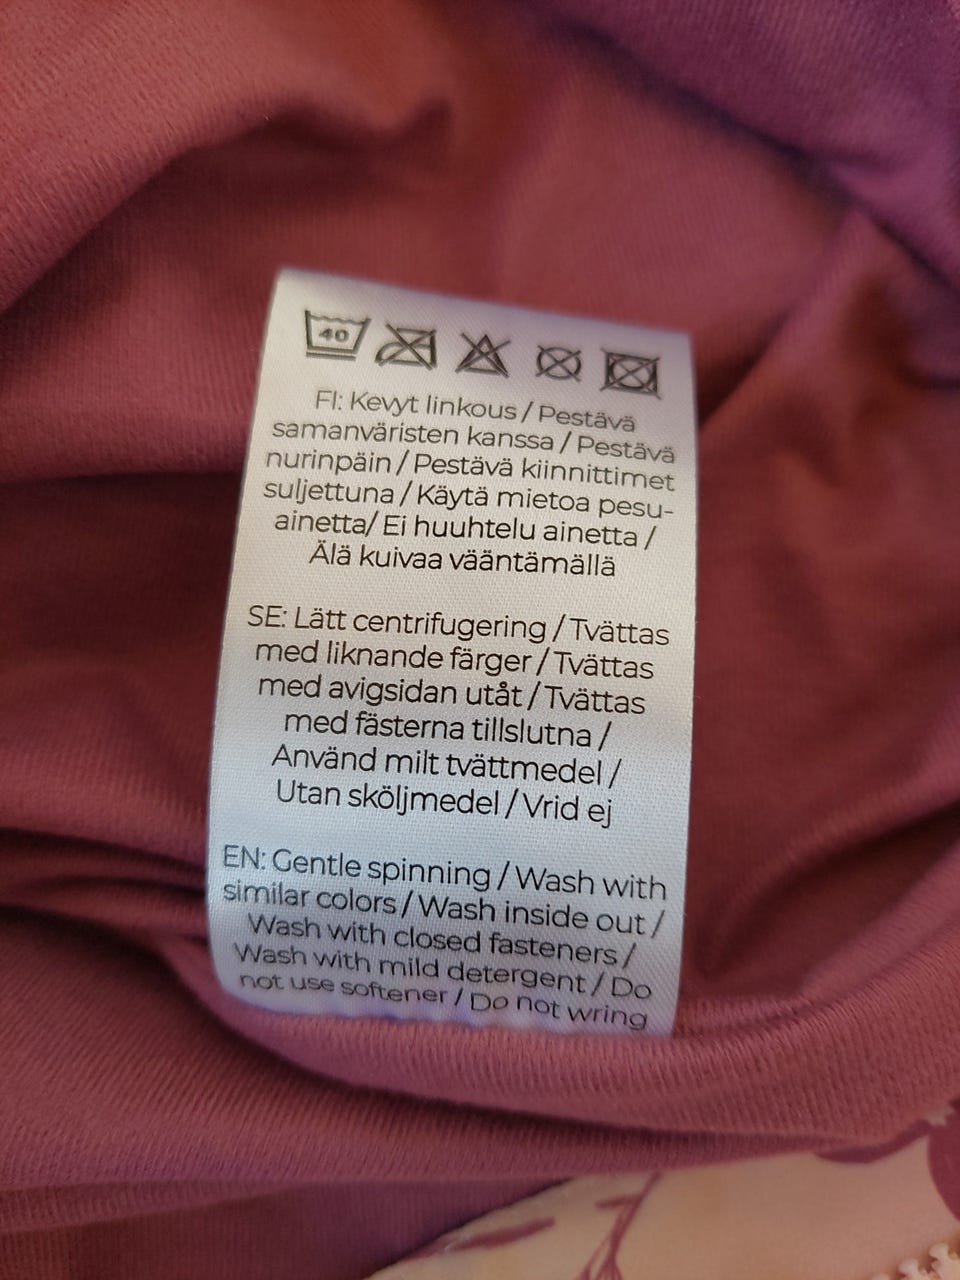 40
FI: Kevyt linkous / Pestävä
samanväristen kanssa / Pestävä
nurinpäin / Pestävä kiinnittimet
suljettuna / Käytä mietoa pesu-
ainetta/ Ei huuhtelu ainetta /
Älä kuivaa vääntämällä
SE: Lätt centrifugering / Tvättas
med liknande färger / Tvättas
med avigsidan utåt / Tvättas
med fästerna tillslutna /
Använd milt tvättmedel /
Utan sköljmedel / Vrid ej
EN: Gentle spinning / Wash with
similar colors / Wash inside out /
Wash with closed fasteners /
Wash with mild detergent / Do
not use softener / Do not wring